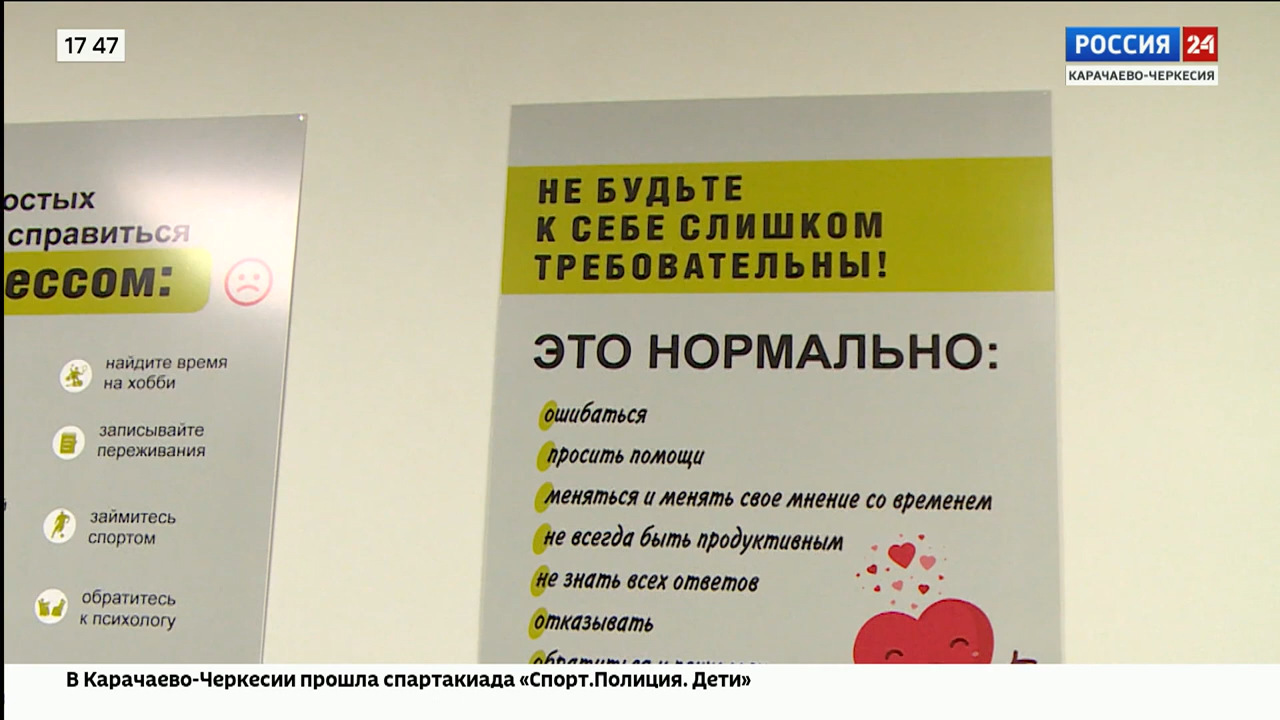 17 47
РОССИЯ 24
КАРАЧАЕВО-ЧЕРКЕСИЯ
справиться
найдите время
на хобби
записывайте
переживания
займитесь
спортом
обратитесь
к психологу
НЕ БУДЬТЕ
К СЕБЕ СЛИШКОМ
ТРЕБОВАТЕЛЬНЫ!
ЭТО НОРМАЛЬНО:
ошибаться
просить помощи
меняться и менять свое мнение со временем
не всегда быть продуктивным
не знать всех ответов
отказывать
В Карачаево-Черкесии прошла спартакиада «Спорт.Полиция. Дети»